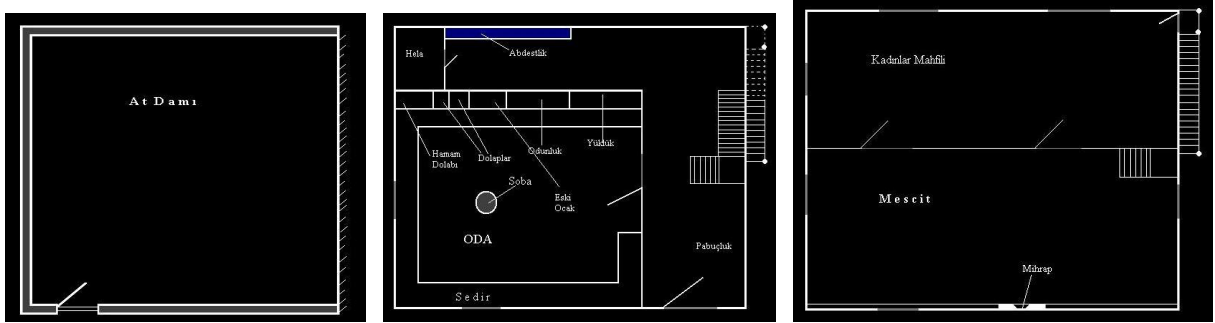 At Damı
Hela
Abdestlik
Hamam
Dolabı
Dolaplar
Odunluk
Yüklük
Soba
Eski
Ocak
ODA
Pabuçluk
Sedir
Kadınlar Mahfili
Mescit
Mihrap